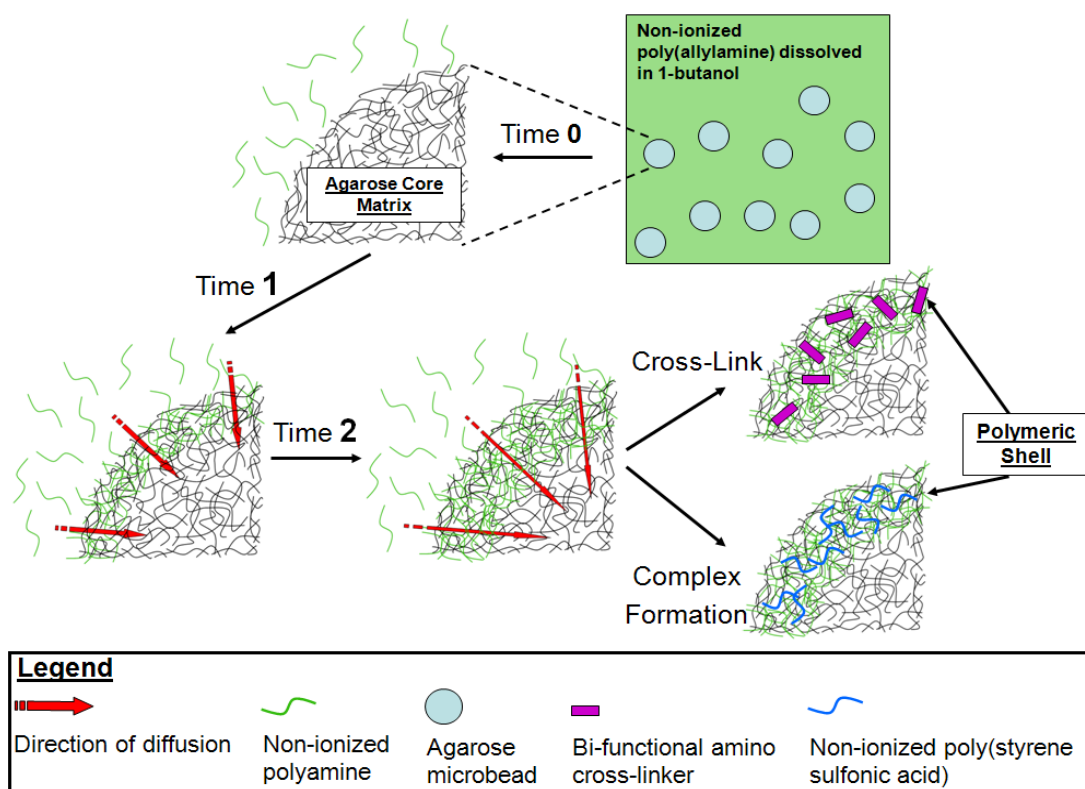 Non-ionized
poly(allylamine) dissolved
in 1-butanol
Time 0
Agarose Core
Matrix
Time 1
Time 2
Cross-Link
Polymeric
Shell
Complex
Formation
Legend
Direction of diffusion
Non-ionized
polyamine
Agarose
microbead
Bi-functional amino
cross-linker
Non-ionized poly(styrene
sulfonic acid)